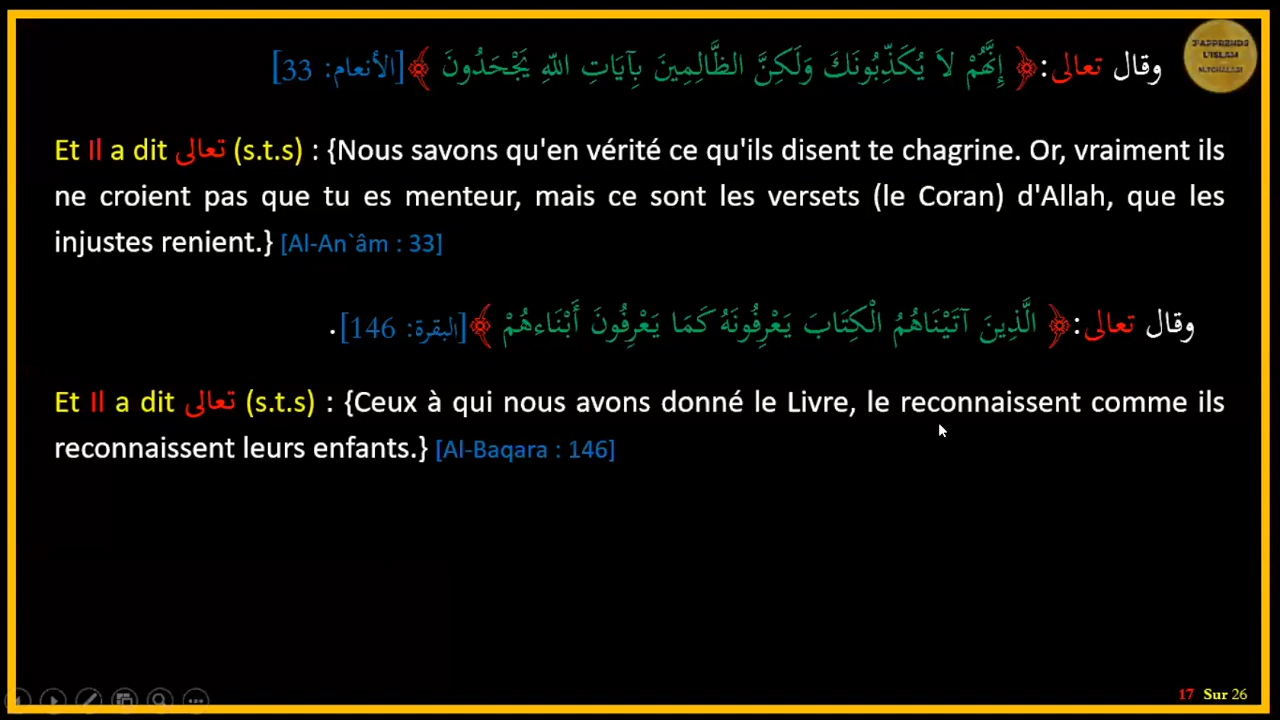 وقال تعالى:﴿ إِنَّهُمْ لاَ يُكَذِّبُونَكَ وَلَكِنَّ الظَّالِمِينَ بِآيَاتِ اللهِ يَجْحَدُونَ ﴾[الأنعام: 33]
J'APPRENDS
L'ISLAM
Et Il a dit تعالى (s.t.s) : {Nous savons qu'en vérité ce qu'ils disent te chagrine. Or, vraiment ils
ne croient pas que tu es menteur, mais ce sont les versets (le Coran) d'Allah, que les
injustes renient.} [Al-An`âm : 33]
وقال تعالى:﴿ الَّذِينَ آتَيْنَاهُمُ الْكِتَابَ يَعْرِفُونَهُ كَمَا يَعْرِفُونَ أَبْنَاءهُمْ ﴾[البقرة: 146].
Et Il a dit تعالى (s.t.s) : {Ceux à qui nous avons donné le Livre, le reconnaissent comme ils
reconnaissent leurs enfants.} [Al-Baqara : 146]
17 Sur 26